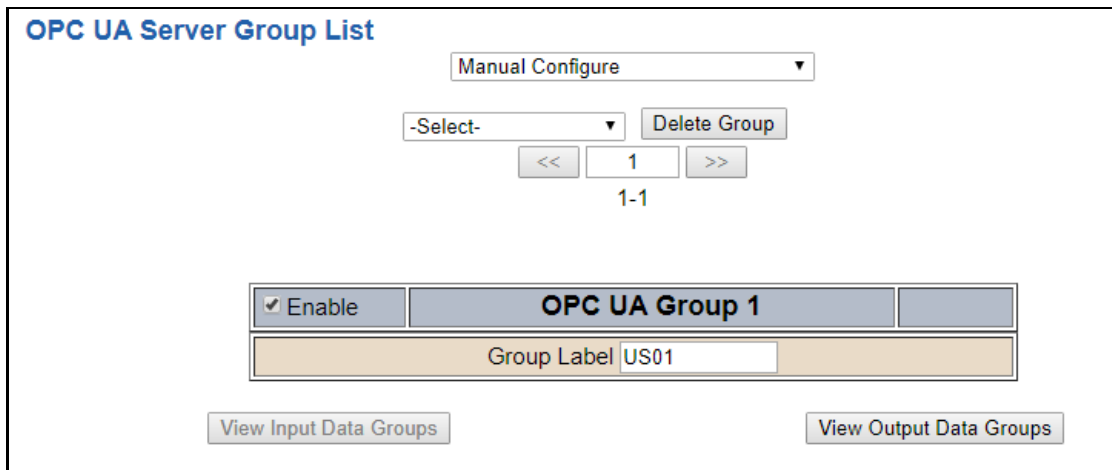 OPC UA Server Group List
Manual Configure
-Select- Delete Group
<< 1 >>
1-1
Enable OPC UA Group 1
Group Label US01
View Input Data Groups View Output Data Groups